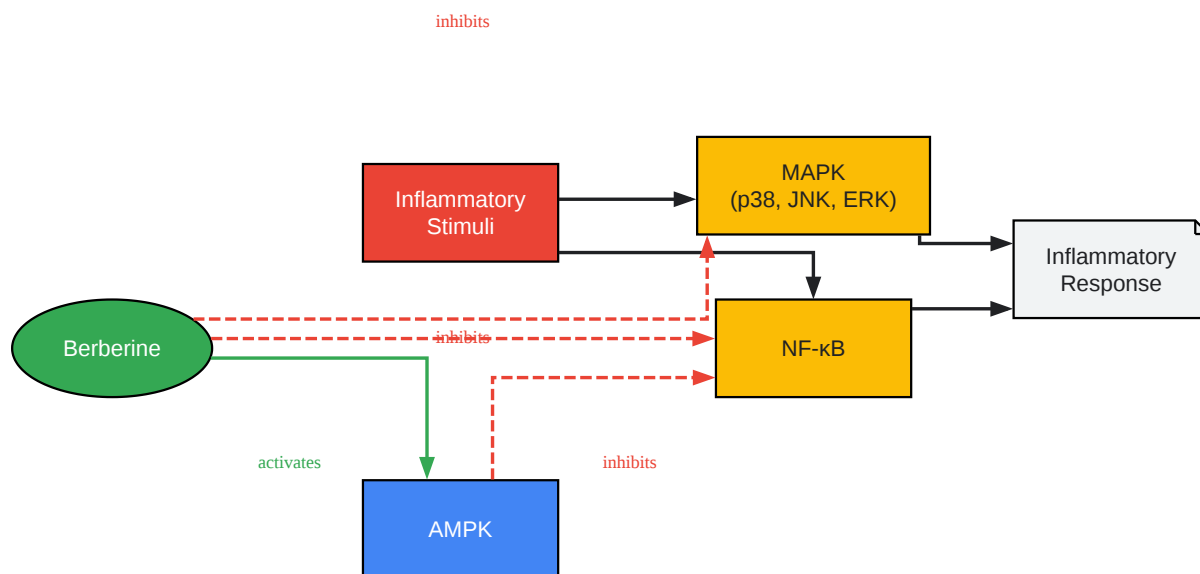 inhibits
MAPK
(p38, JNK, ERK)
Inflammatory
Stimuli
Inflammatory
Response
inhibits
Berberine
NF-κB
activates
inhibits
AMPK